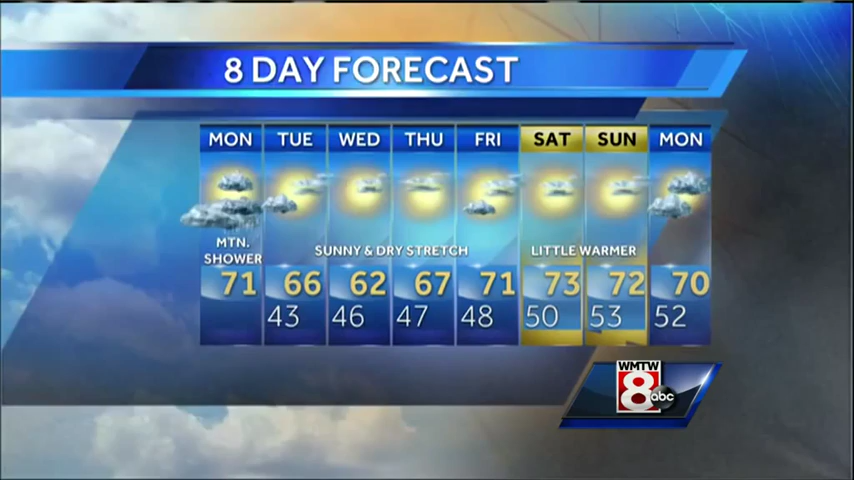 8 DAY FORECAST
MON TUE WED THU FRI SAT SUN MON
MTN.
SHOWER
SUNNY & DRY STRETCH
LITTLE WARMER
71 66 62 67 71 73 72 70
43 46 47 48 50 53 52
WMTW
8
abc